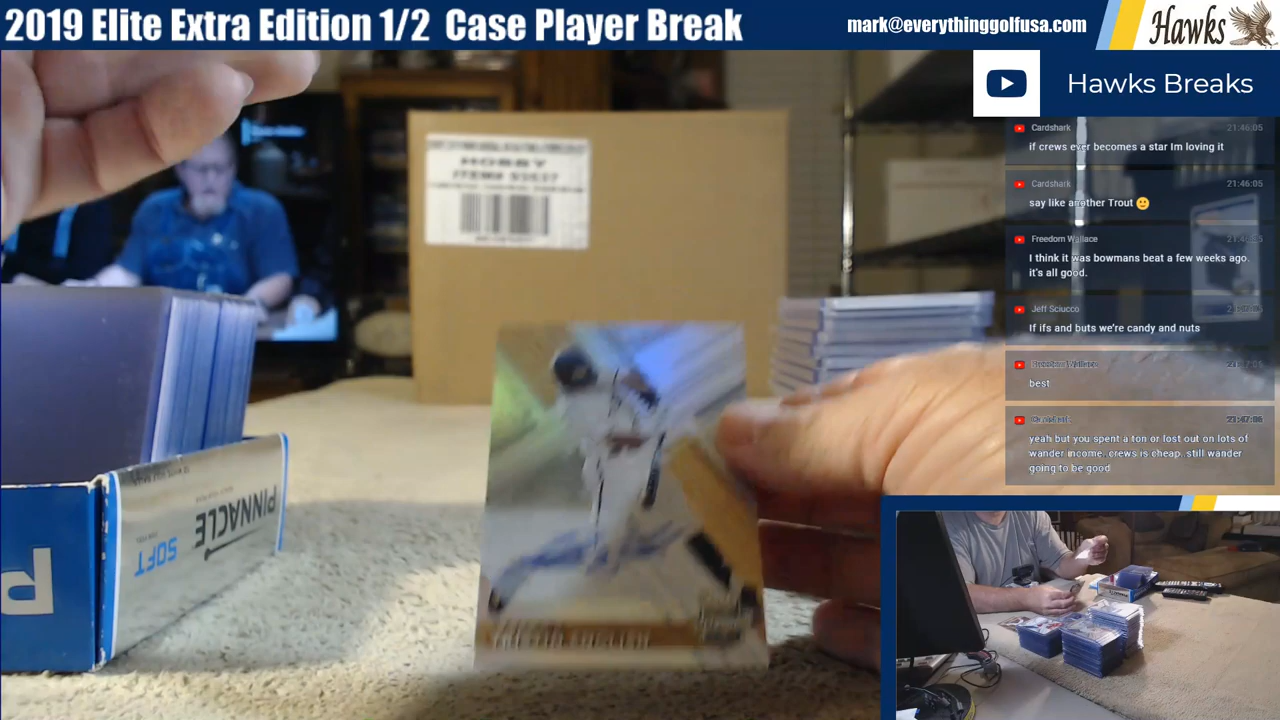 2019 Elite Extra Edition 1/2 Case Player Break
mark@everythinggolfusa.com
Hawks
Hawks Breaks
Cardshark 21:46:05
if crews ever becomes a star Im loving it
Cardshark 21:46:05
say like another Trout
Freedom Wallace
I think it was bowmans beat a few weeks ago.
it's all good.
Jeff Sciucco
If ifs and buts we're candy and nuts
best
yeah but you spent a ton or lost out on lots of
wander income..crews is cheap..still wander
going to be good
HOBBY
PINNACLE
SOFT